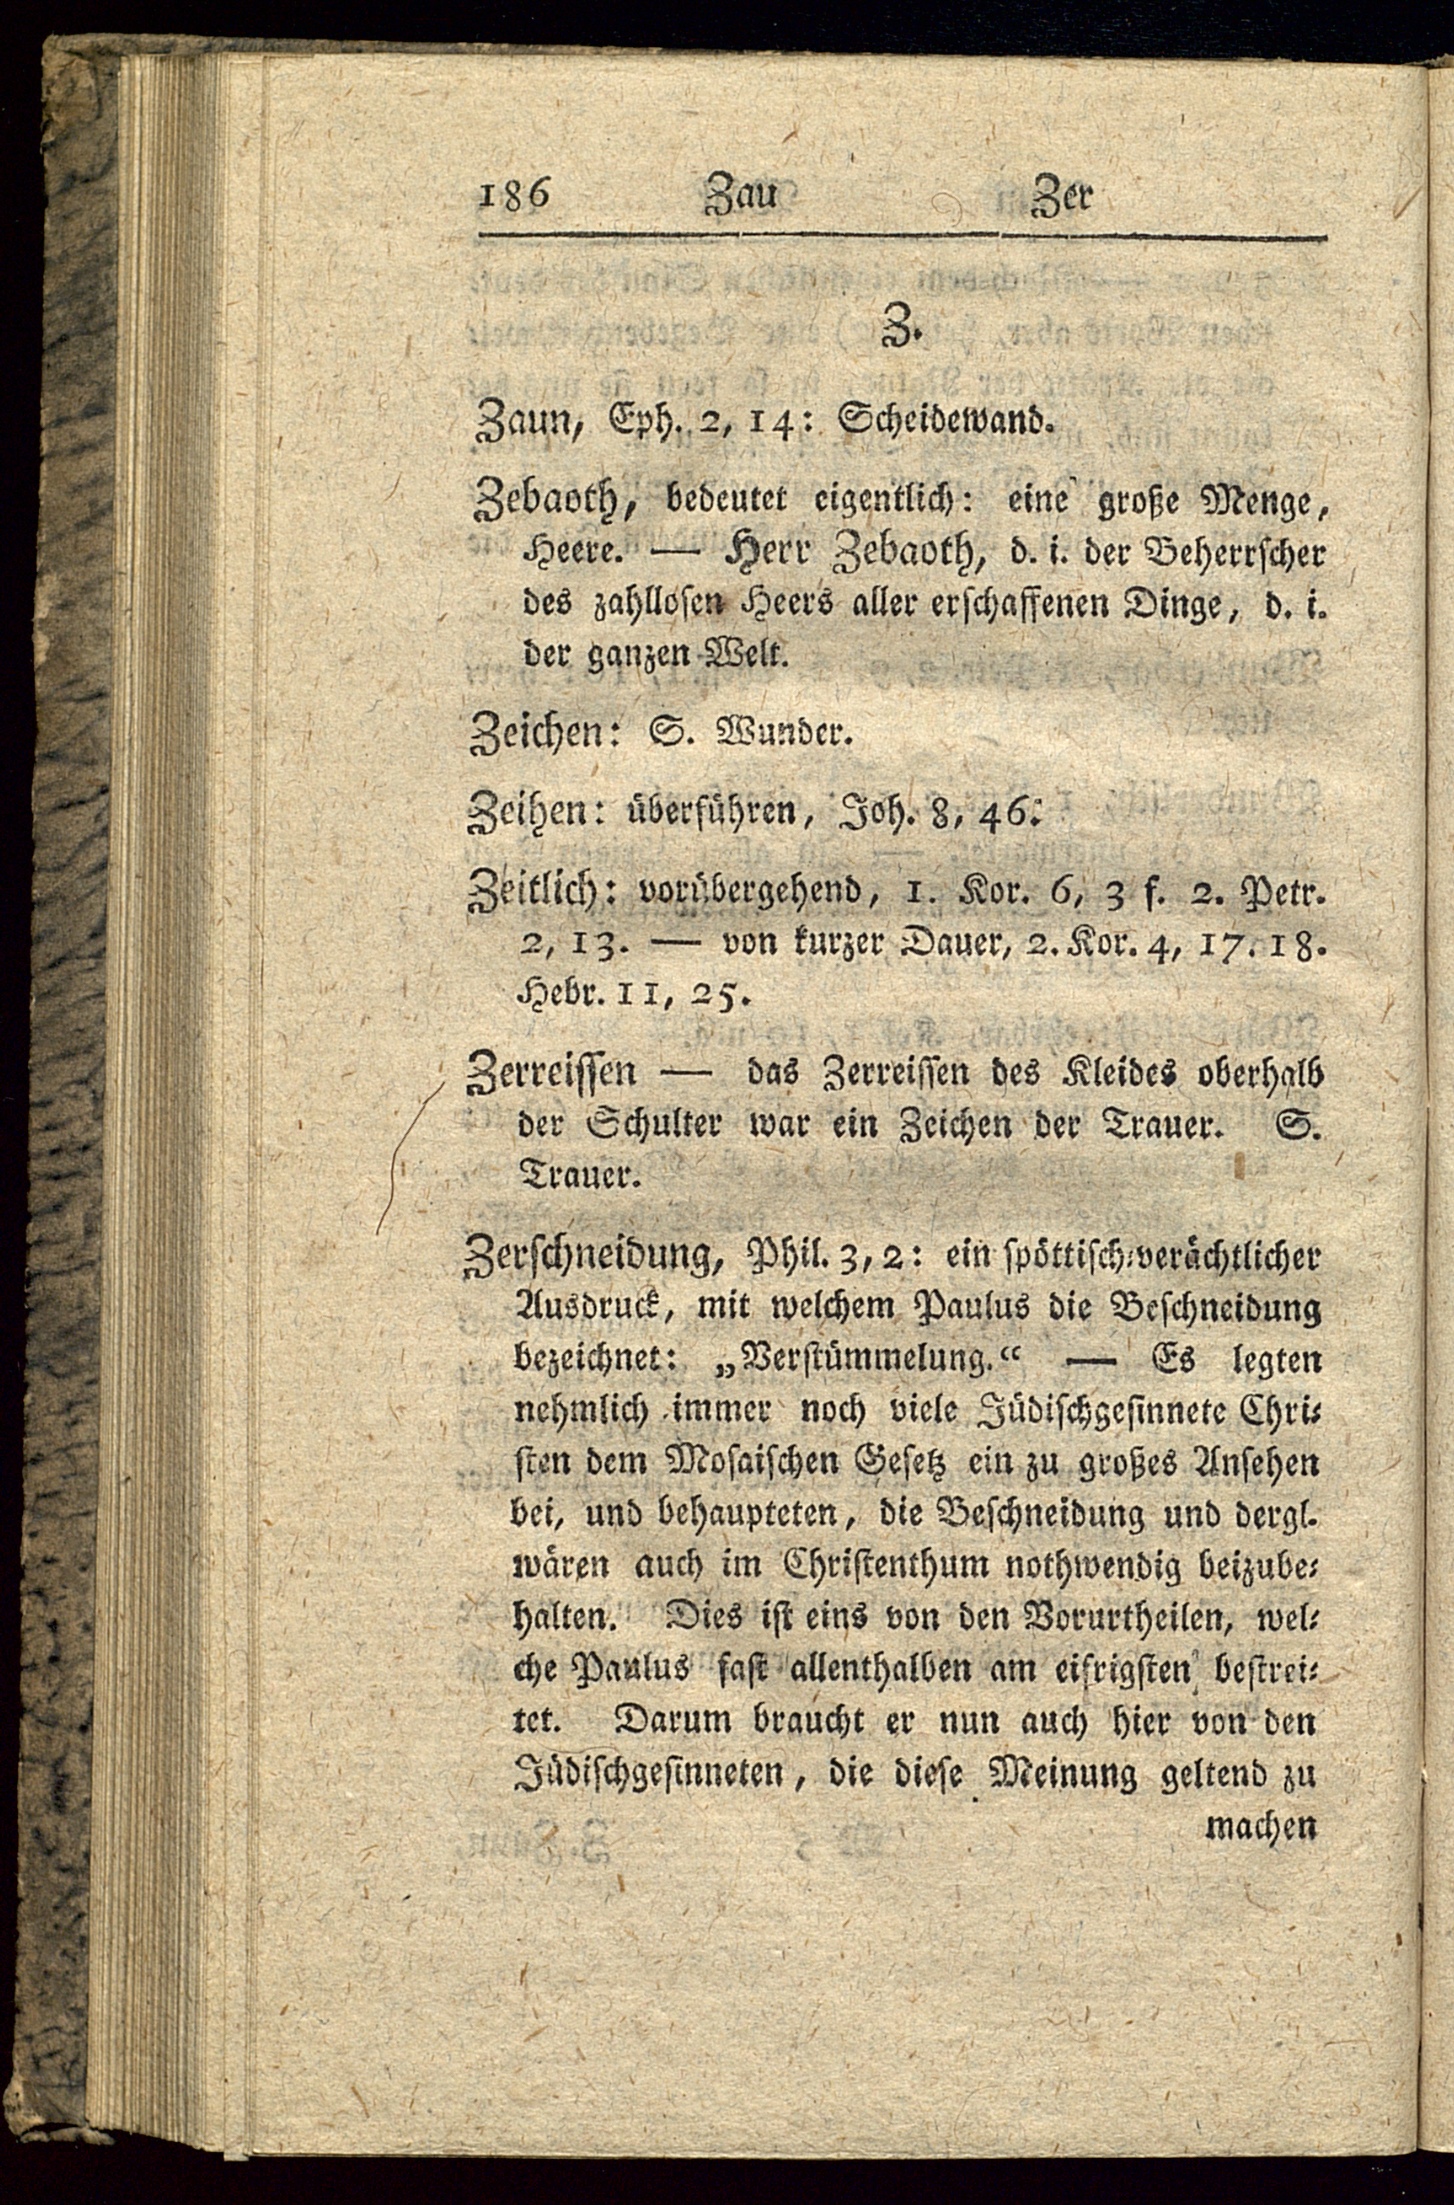 186 Zau Zer
Z.
Zaun, Eph. 2, 14: Scheidewand.
Zebaoth, bedeutet eigentlich: eine große Menge,
Heere. — Herr Zebaoth, d. i. der Beherrscher
des zahllosen Heers aller erschaffenen Dinge, d. i.
der ganzen Welt.
Zeichen: S. Wunder.
Zeihen: überführen, Joh. 8, 46.
Zeitlich: vorübergehend, 1. Kor. 6, 3 f. 2. Petr.
2, 13. — von kurzer Dauer, 2. Kor. 4, 17. 18.
Hebr. 11, 25.
Zerreissen — das Zerreissen des Kleides oberhalb
der Schulter war ein Zeichen der Trauer. S.
Trauer.
Zerschneidung, Phil. 3, 2: ein spöttisch-verächtlicher
Ausdruck, mit welchem Paulus die Beschneidung
bezeichnet: „Verstümmelung.“ — Es legten
nehmlich immer noch viele Jüdischgesinnete Chri-
sten dem Mosaischen Gesetz ein zu großes Ansehen
bei, und behaupteten, die Beschneidung und dergl.
wären auch im Christenthum nothwendig beizube-
halten. Dies ist eins von den Vorurtheilen, wel-
che Paulus fast allenthalben am eifrigsten bestrei-
tet. Darum braucht er nun auch hier von den
Jüdischgesinneten, die diese Meinung geltend zu
machen